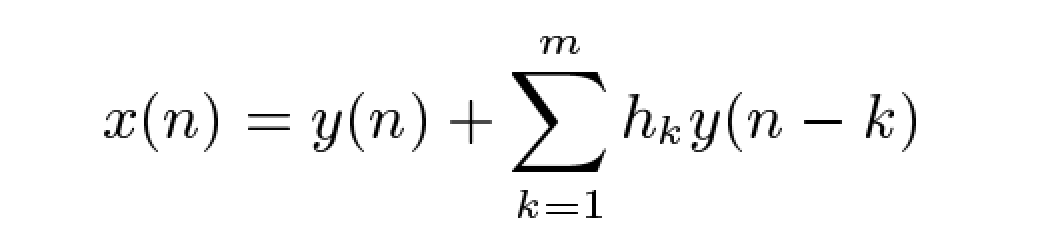 x(n) = y(n) + \sum_{k=1}^{m} h_k y(n − k)